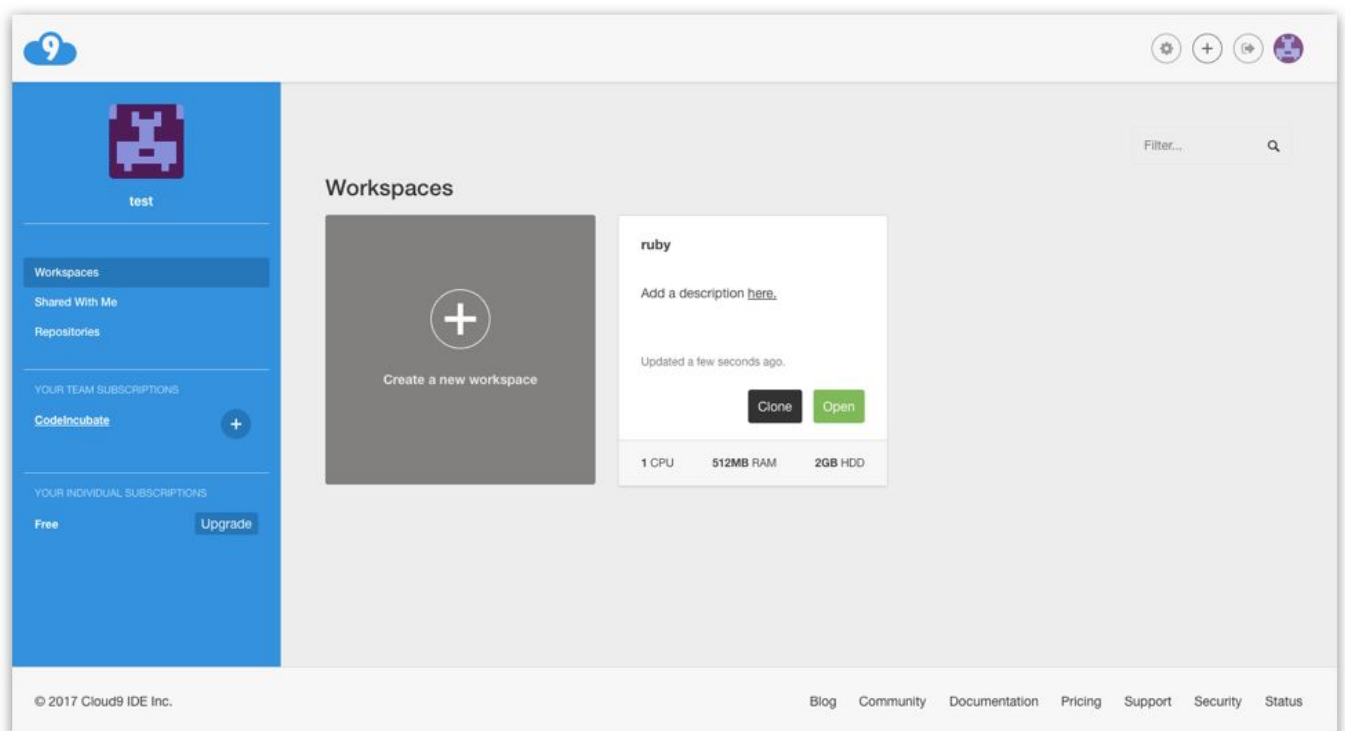 9
test
Workspaces
Shared With Me
Repositories
YOUR TEAM SUBSCRIPTIONS
CodeIncubate
YOUR INDIVIDUAL SUBSCRIPTIONS
Free Upgrade
Filter...
Workspaces
Create a new workspace
ruby
Add a description here.
Updated a few seconds ago.
Clone Open
1 CPU 512MB RAM 2GB HDD
© 2017 Cloud9 IDE Inc. Blog Community Documentation Pricing Support Security Status